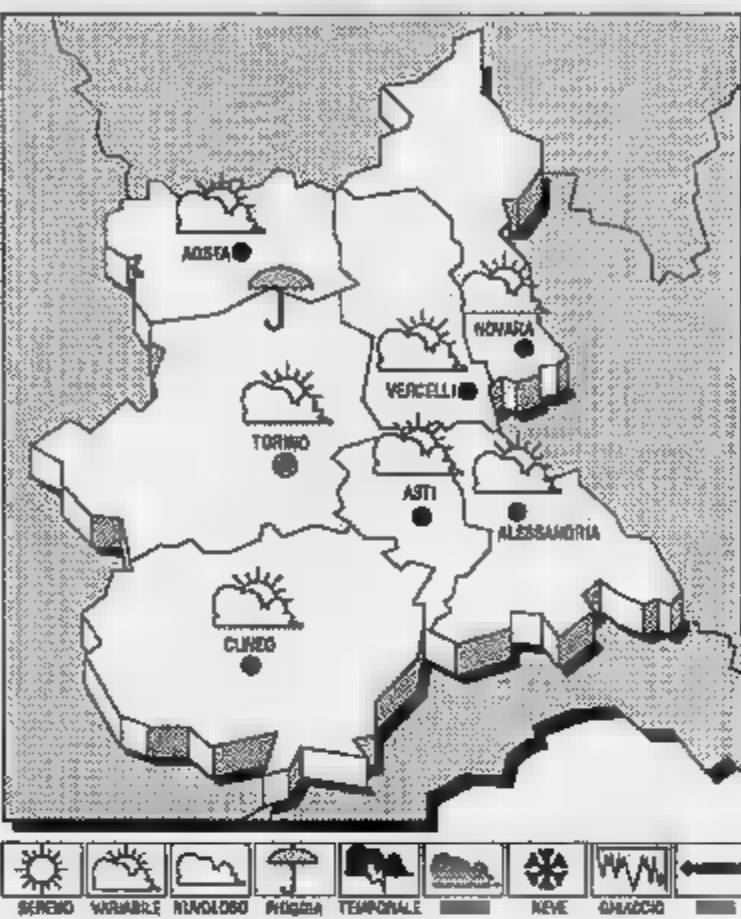 AOSTA
NOVARA
VERCELLI
TORINO
ASTI
ALESSANDRIA
CUNEO
SERENO VARIABILE NUVOLOSO PIOGGIA TEMPORALE NEVE GHIACCIO